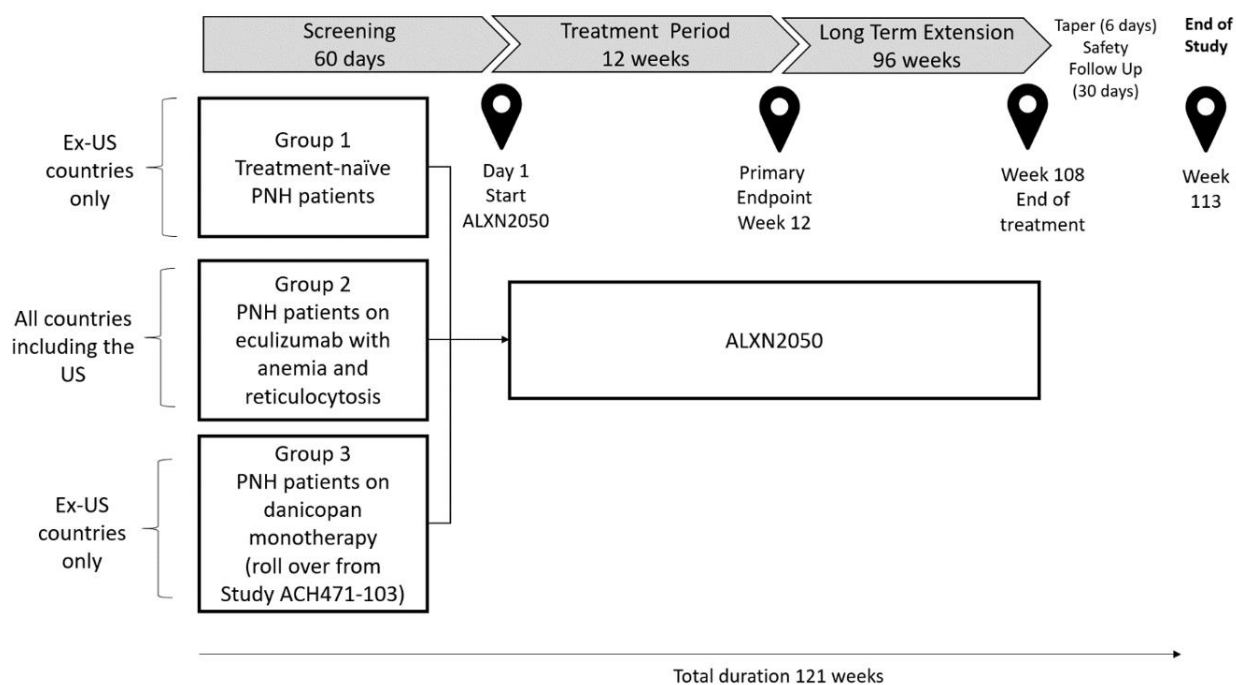 Screening
60 days
Treatment Period
12 weeks
Long Term Extension
96 weeks
Taper (6 days)
Safety
Follow Up
(30 days)
End of
Study
Day 1
Start
ALXN2050
Primary
Endpoint
Week 12
Week 108
End of
treatment
Week
113
Ex-US
countries
only
Group 1
Treatment-naïve
PNH patients
All countries
including the
US
Group 2
PNH patients on
eculizumab with
anemia and
reticulocytosis
ALXN2050
Ex-US
countries
only
Group 3
PNH patients on
danicopan
monotherapy
(roll over from
Study ACH471-103)
Total duration 121 weeks